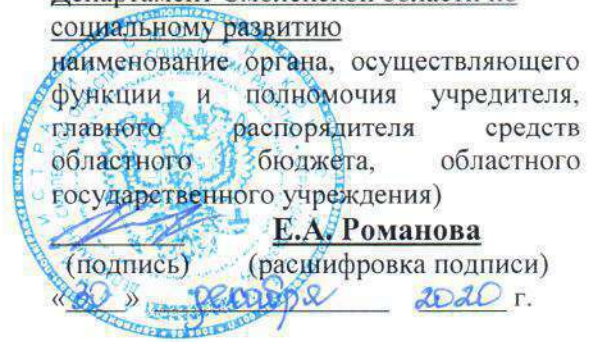 Департамент Смоленской области по
социальному развитию
наименование органа, осуществляющего
функции и полномочия учредителя,
главного распорядителя средств
областного бюджета, областного
государственного учреждения)
Е.А. Романова
(подпись) (расшифровка подписи)
«30» декабря 2020 г.